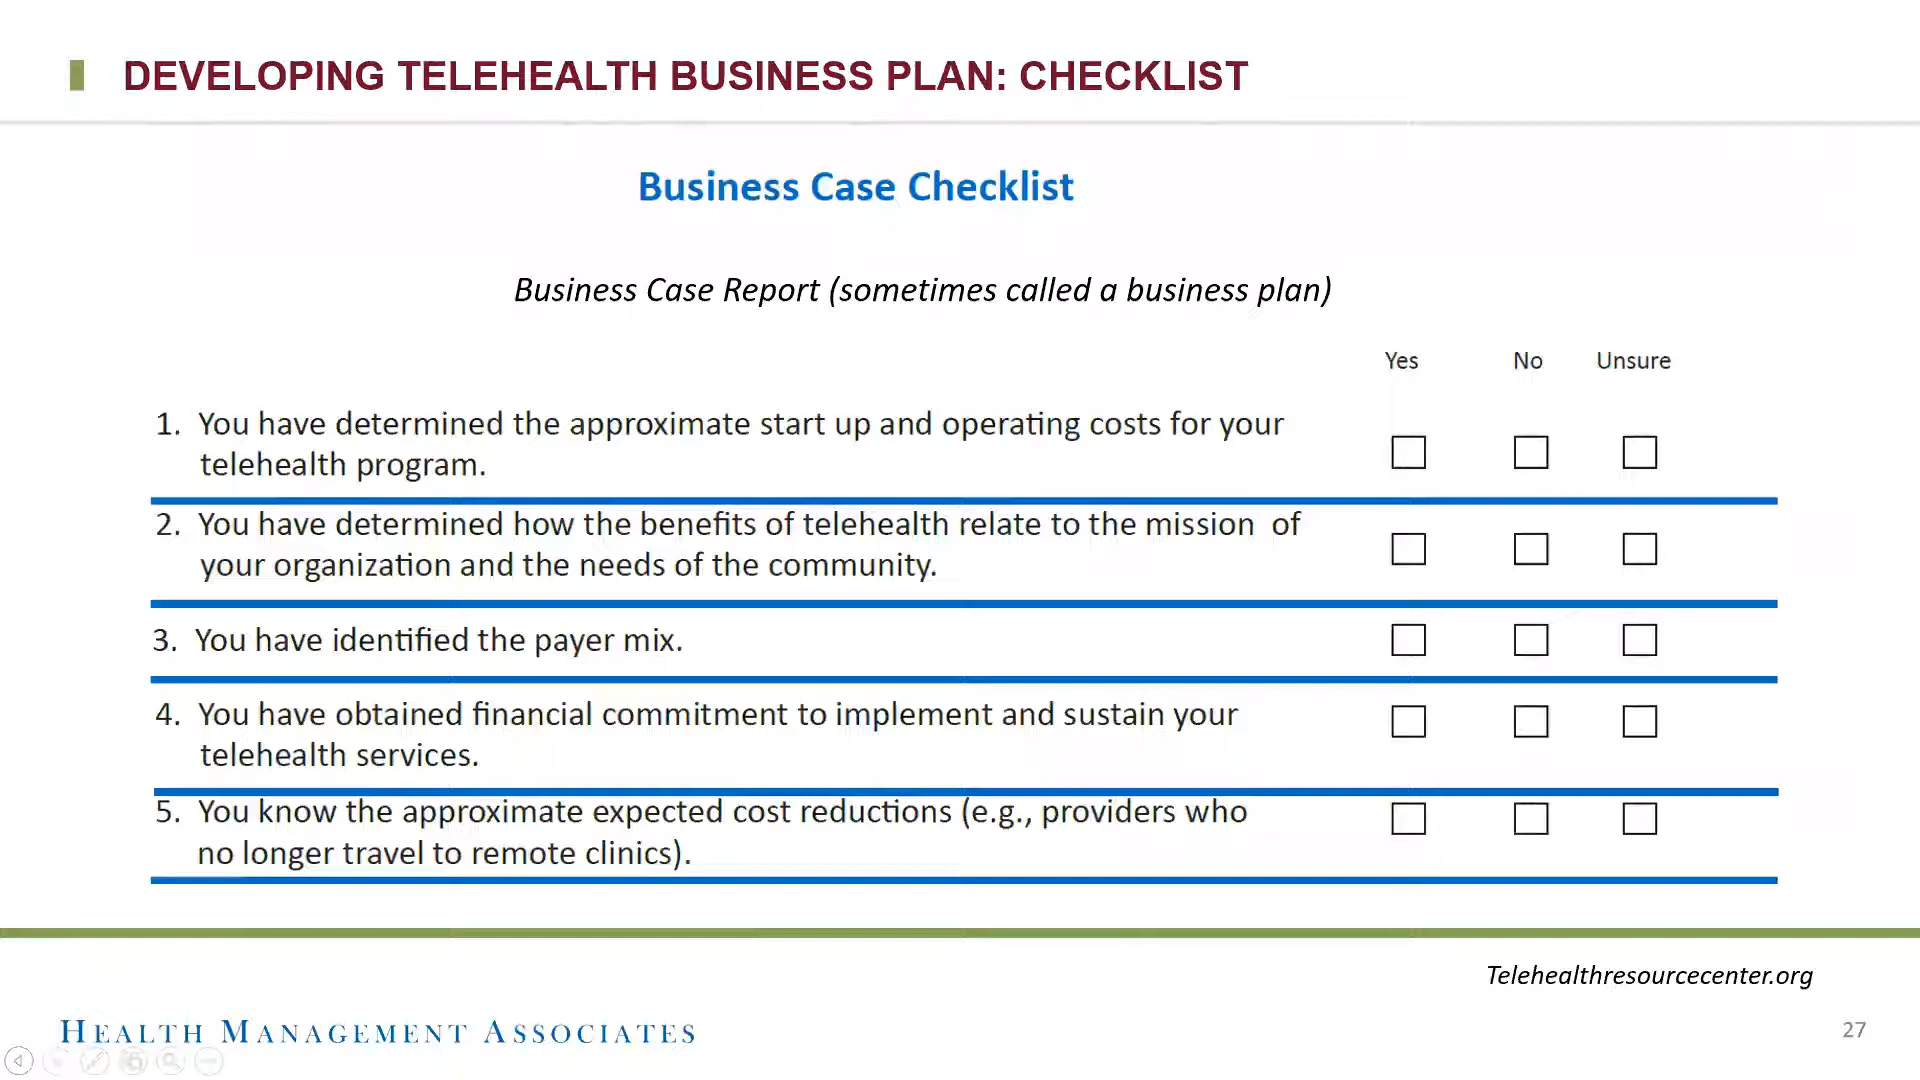 DEVELOPING TELEHEALTH BUSINESS PLAN: CHECKLIST
Business Case Checklist
Business Case Report (sometimes called a business plan)
Yes No Unsure
1. You have determined the approximate start up and operating costs for your
telehealth program.
2. You have determined how the benefits of telehealth relate to the mission of
your organization and the needs of the community.
3. You have identified the payer mix.
4. You have obtained financial commitment to implement and sustain your
telehealth services.
5. You know the approximate expected cost reductions (e.g., providers who
no longer travel to remote clinics).
Telehealthresourcecenter.org
HEALTH MANAGEMENT ASSOCIATES
27